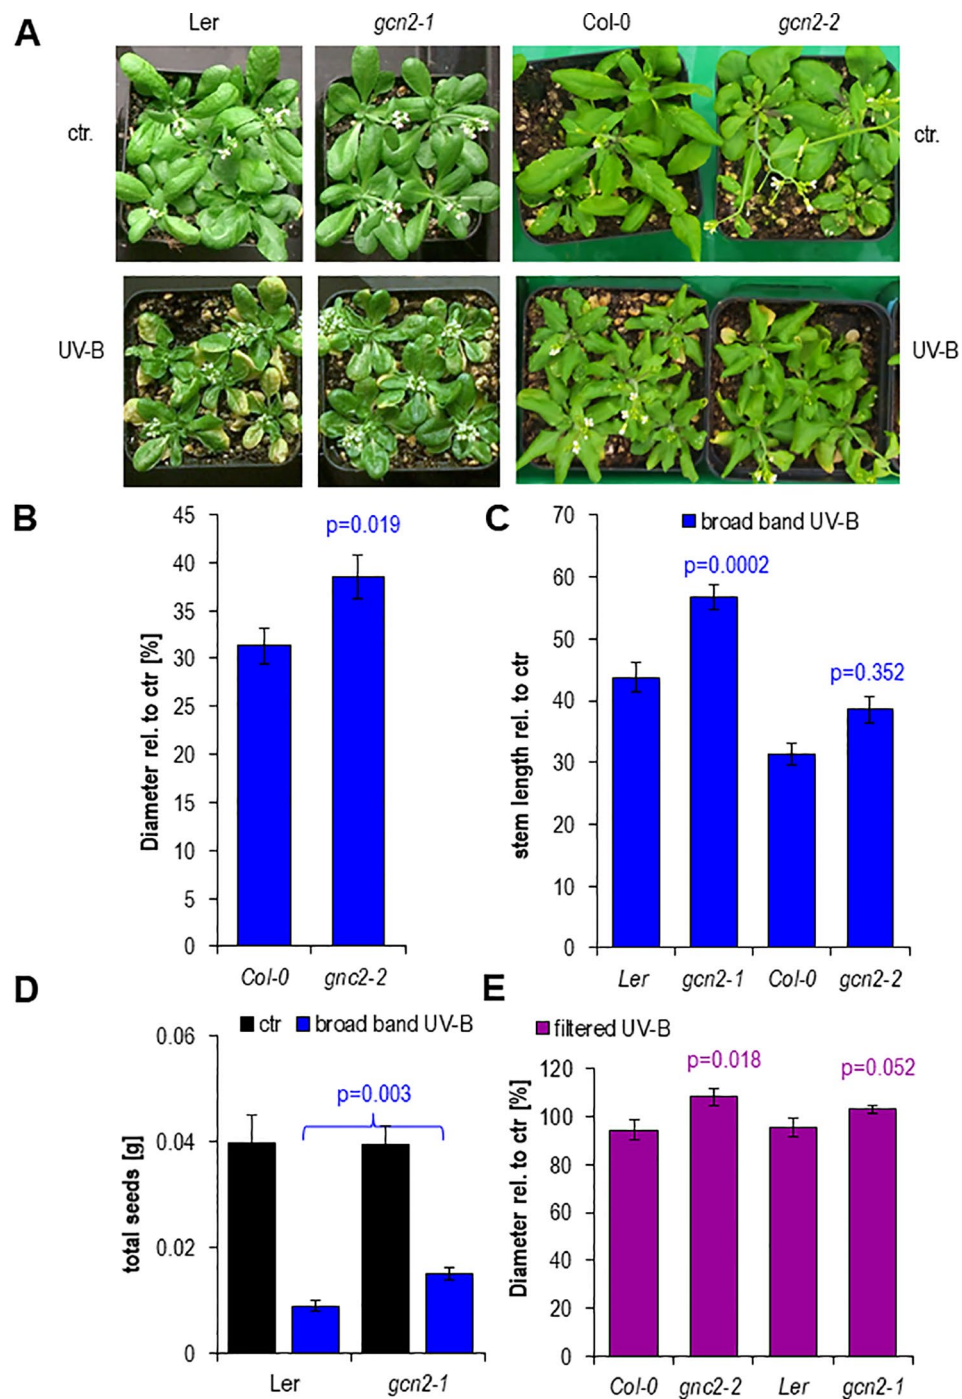 A
Ler
gcn2-1
Col-0
gcn2-2
ctr.
ctr.
UV-B
UV-B
B
45
40
35
30
25
20
15
10
5
0
Diameter rel. to ctr [%]
p=0.019
Col-0
gnc2-2
C
70
60
50
40
30
20
10
0
stem length rel. to ctr
broad band UV-B
p=0.0002
p=0.352
Ler
gcn2-1
Col-0
gcn2-2
D
ctr
broad band UV-B
0.06
0.04
0.02
0
total seeds [g]
p=0.003
Ler
gcn2-1
E
filtered UV-B
120
100
80
60
40
20
0
Diameter rel. to ctr [%]
p=0.018
p=0.052
Col-0
gnc2-2
Ler
gcn2-1